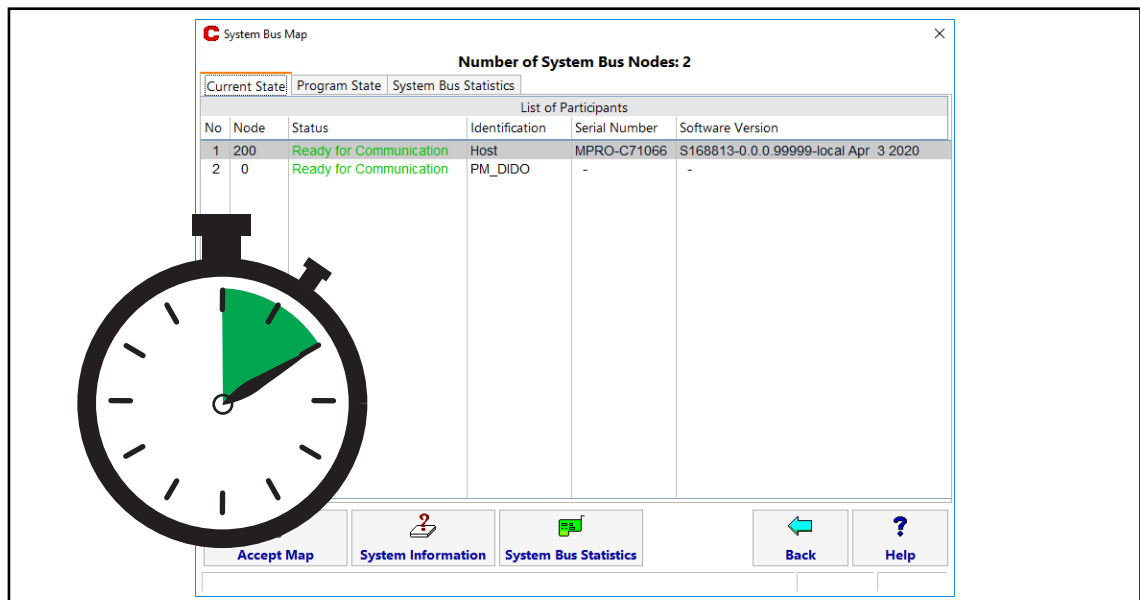 C System Bus Map
Number of System Bus Nodes: 2
Current State Program State System Bus Statistics
List of Participants
No Node Status Identification Serial Number Software Version
1 200 Ready for Communication Host MPRO-C71066 S168813-0.0.0.99999-local Apr 3 2020
2 0 Ready for Communication PM_DIDO - -
Accept Map System Information System Bus Statistics Back Help